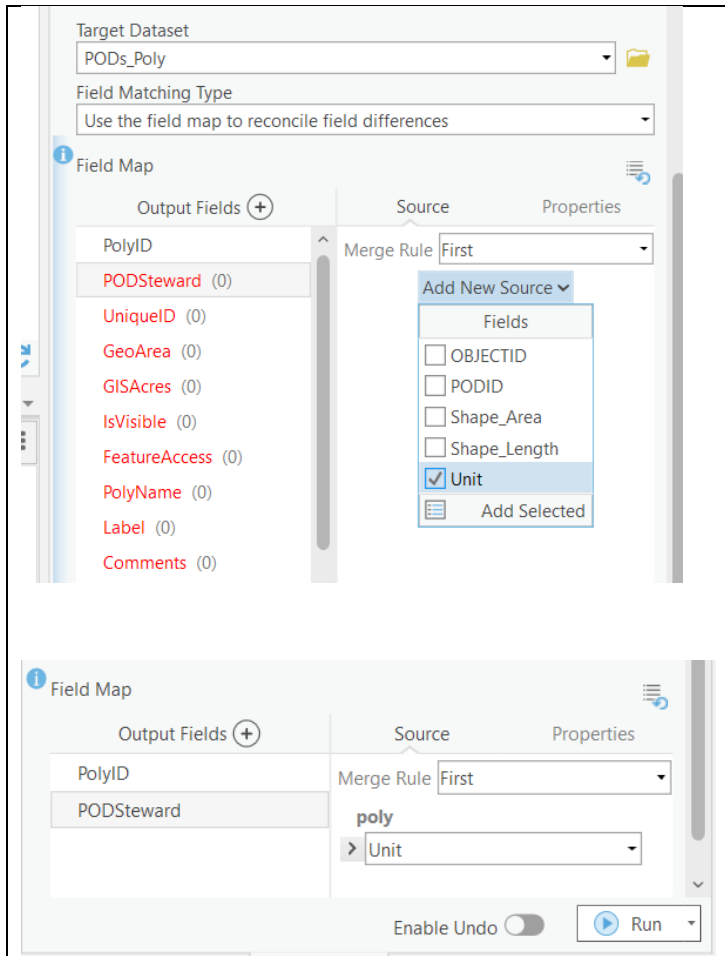 Target Dataset
PODs_Poly
Field Matching Type
Use the field map to reconcile field differences
Field Map
Output Fields Source Properties
PolyID Merge Rule First
PODSteward (0) Add New Source
UniqueID (0) Fields
GeoArea (0) OBJECTID
GISAcres (0) PODID
IsVisible (0) Shape_Area
FeatureAccess (0) Shape_Length
PolyName (0) Unit
Label (0) Add Selected
Comments (0)
Field Map
Output Fields Source Properties
PolyID Merge Rule First
PODSteward poly
Unit
Enable Undo Run